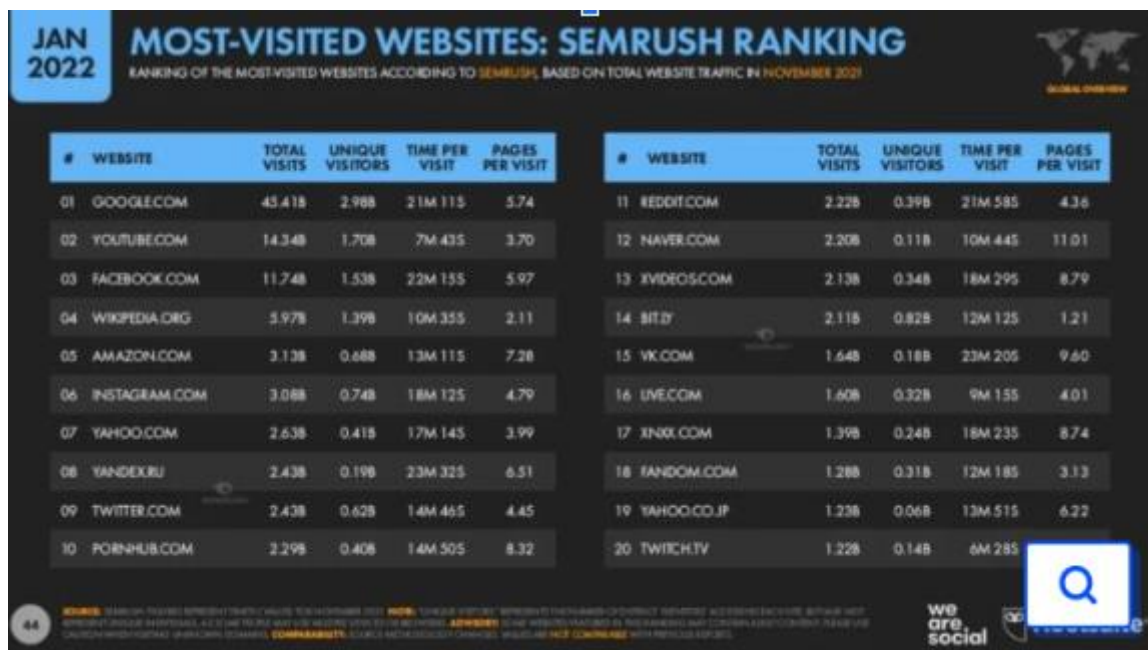 JAN
2022
MOST-VISITED WEBSITES: SEMRUSH RANKING
RANKING OF THE MOST-VISITED WEBSITES ACCORDING TO SEMRUSH, BASED ON TOTAL WEBSITE TRAFFIC IN NOVEMBER 2021
GLOBAL OVERVIEW
# WEBSITE TOTAL VISITS UNIQUE VISITORS TIME PER VISIT PAGES PER VISIT
01 GOOGLE.COM 45.41B 2.98B 21M 11S 5.74
02 YOUTUBE.COM 14.34B 1.70B 7M 43S 3.70
03 FACEBOOK.COM 11.74B 1.53B 22M 15S 5.97
04 WIKIPEDIA.ORG 5.97B 1.39B 10M 35S 2.11
05 AMAZON.COM 3.13B 0.68B 13M 11S 7.28
06 INSTAGRAM.COM 3.08B 0.74B 18M 12S 4.79
07 YAHOO.COM 2.63B 0.41B 17M 14S 3.99
08 YANDEX.RU 2.43B 0.19B 23M 32S 6.51
09 TWITTER.COM 2.43B 0.62B 14M 46S 4.45
10 PORNHUB.COM 2.29B 0.40B 14M 50S 8.32
# WEBSITE TOTAL VISITS UNIQUE VISITORS TIME PER VISIT PAGES PER VISIT
11 REDDIT.COM 2.22B 0.39B 21M 58S 4.36
12 NAVER.COM 2.20B 0.11B 10M 44S 11.01
13 XVIDEOS.COM 2.13B 0.34B 18M 29S 8.79
14 BIT.LY 2.11B 0.82B 12M 12S 1.21
15 VK.COM 1.64B 0.18B 23M 20S 9.60
16 LIVE.COM 1.60B 0.32B 9M 15S 4.01
17 XNXX.COM 1.39B 0.24B 18M 23S 8.74
18 FANDOM.COM 1.28B 0.31B 12M 18S 3.13
19 YAHOO.CO.JP 1.23B 0.06B 13M 51S 6.22
20 TWITCH.TV 1.22B 0.14B 6M 28S
44
SOURCE: SEMRUSH.
we
are
social